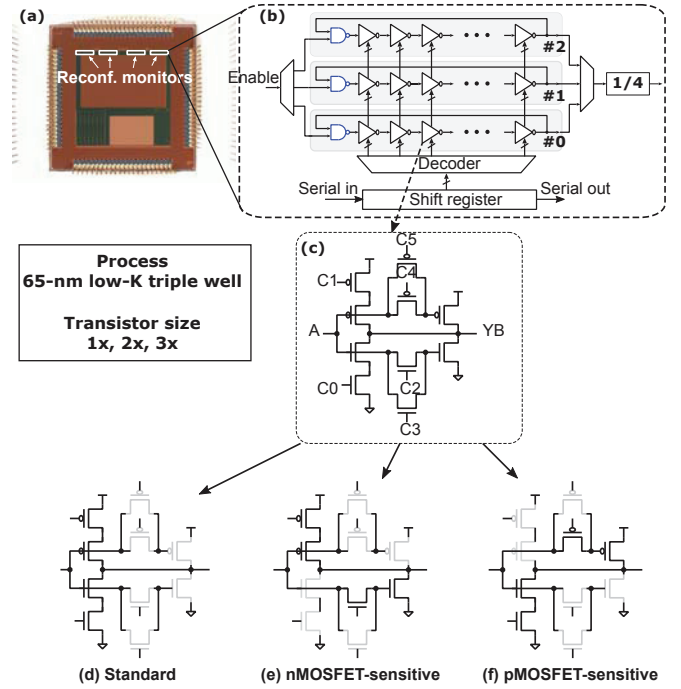 (a)
Reconf. monitors
(b)
Enable
#2
#1
#0
1/4
Decoder
Serial in
Shift register
Serial out
Process
65-nm low-K triple well
Transistor size
1x, 2x, 3x
(c)
C5
C4
C1
A
YB
C0
C2
C3
(d) Standard
(e) nMOSFET-sensitive
(f) pMOSFET-sensitive